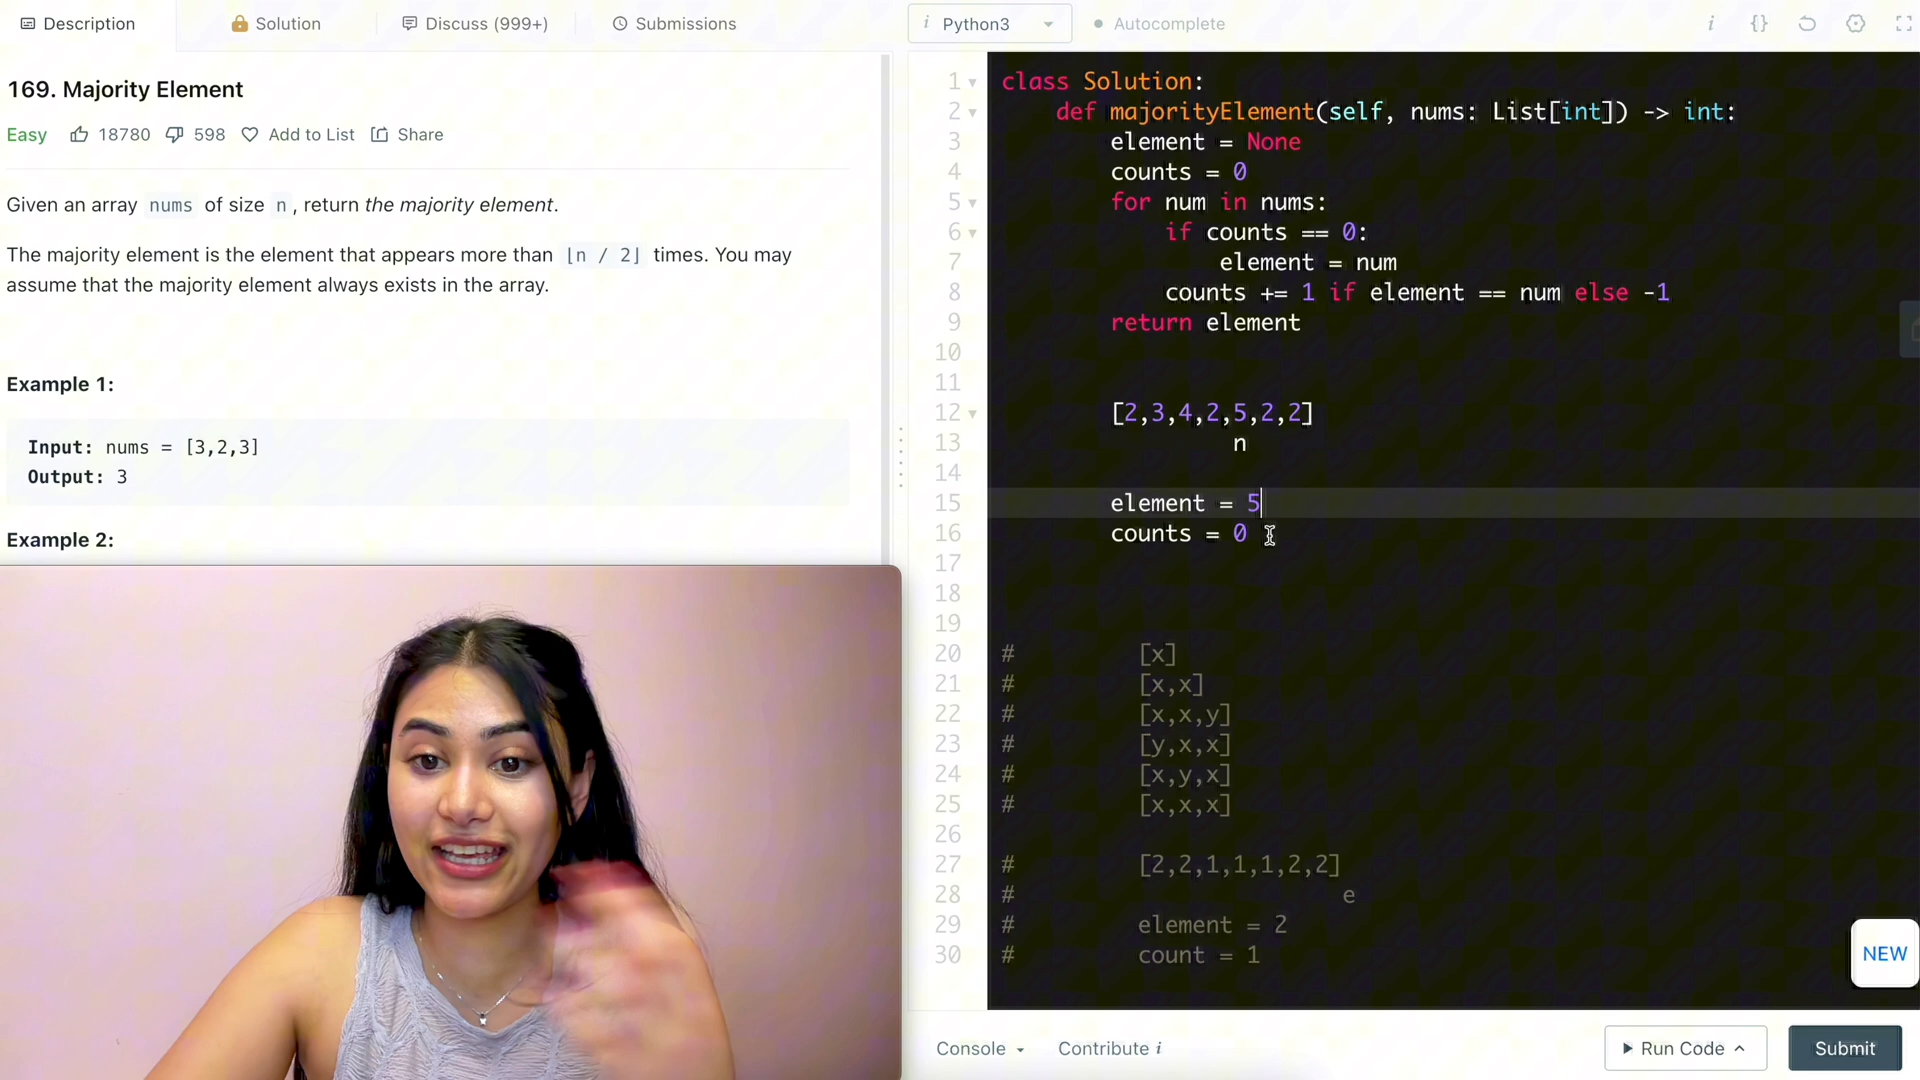 Description
Solution
Discuss (999+)
Submissions
i Python3
Autocomplete
i {}
169. Majority Element
Easy 18780 598 Add to List Share
Given an array nums of size n, return the majority element.
The majority element is the element that appears more than ⌊n / 2⌋ times. You may
assume that the majority element always exists in the array.
Example 1:
Input: nums = [3,2,3]
Output: 3
Example 2:
1 class Solution:
2 def majorityElement(self, nums: List[int]) -> int:
3 element = None
4 counts = 0
5 for num in nums:
6 if counts == 0:
7 element = num
8 counts += 1 if element == num else -1
9 return element
10
11
12 [2,3,4,2,5,2,2]
13 n
14
15 element = 5
16 counts = 0
17
18
19
20 # [x]
21 # [x,x]
22 # [x,x,y]
23 # [y,x,x]
24 # [x,y,x]
25 # [x,x,x]
26
27 # [2,2,1,1,1,2,2]
28 # e
29 # element = 2
30 # count = 1
NEW
Console
Contribute i
Run Code
Submit